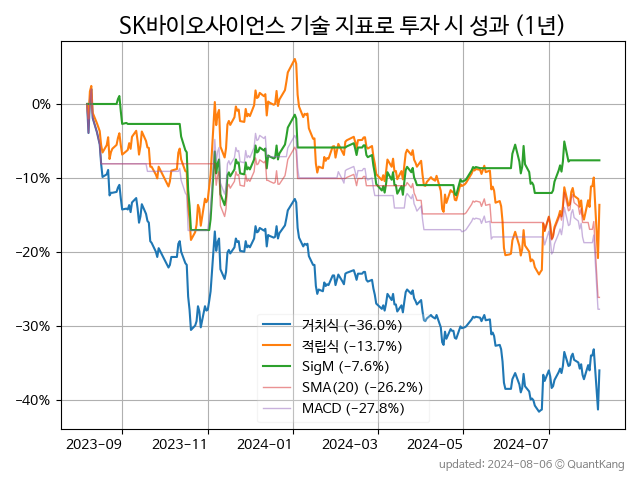 SK바이오사이언스 기술 지표로 투자 시 성과 (1년)
0%
−10%
−20%
−30%
−40%
거치식 (−36.0%)
적립식 (−13.7%)
SigM (−7.6%)
SMA(20) (−26.2%)
MACD (−27.8%)
2023-09 2023-11 2024-01 2024-03 2024-05 2024-07
updated: 2024-08-06 © QuantKang